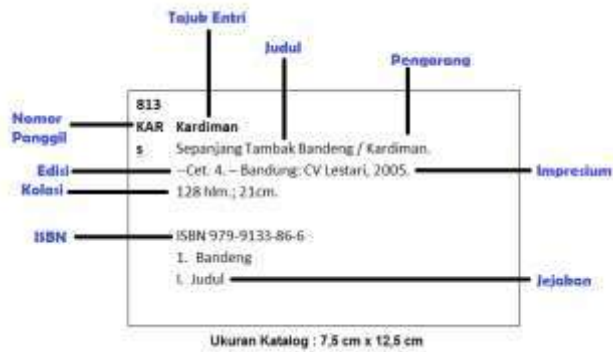 Tajuk Entri
Judul
Pengarang
813
Nomor
Panggil
KAR Kardiman
s Sepanjang Tambak Bandeng / Kardiman.
Edisi
–Cet. 4. – Bandung: CV Lestari, 2005.
Impresium
Kolasi
128 hlm.; 21cm.
ISBN
ISBN 979-9133-86-6
1. Bandeng
I. Judul
Jejakan
Ukuran Katalog : 7,5 cm x 12,5 cm